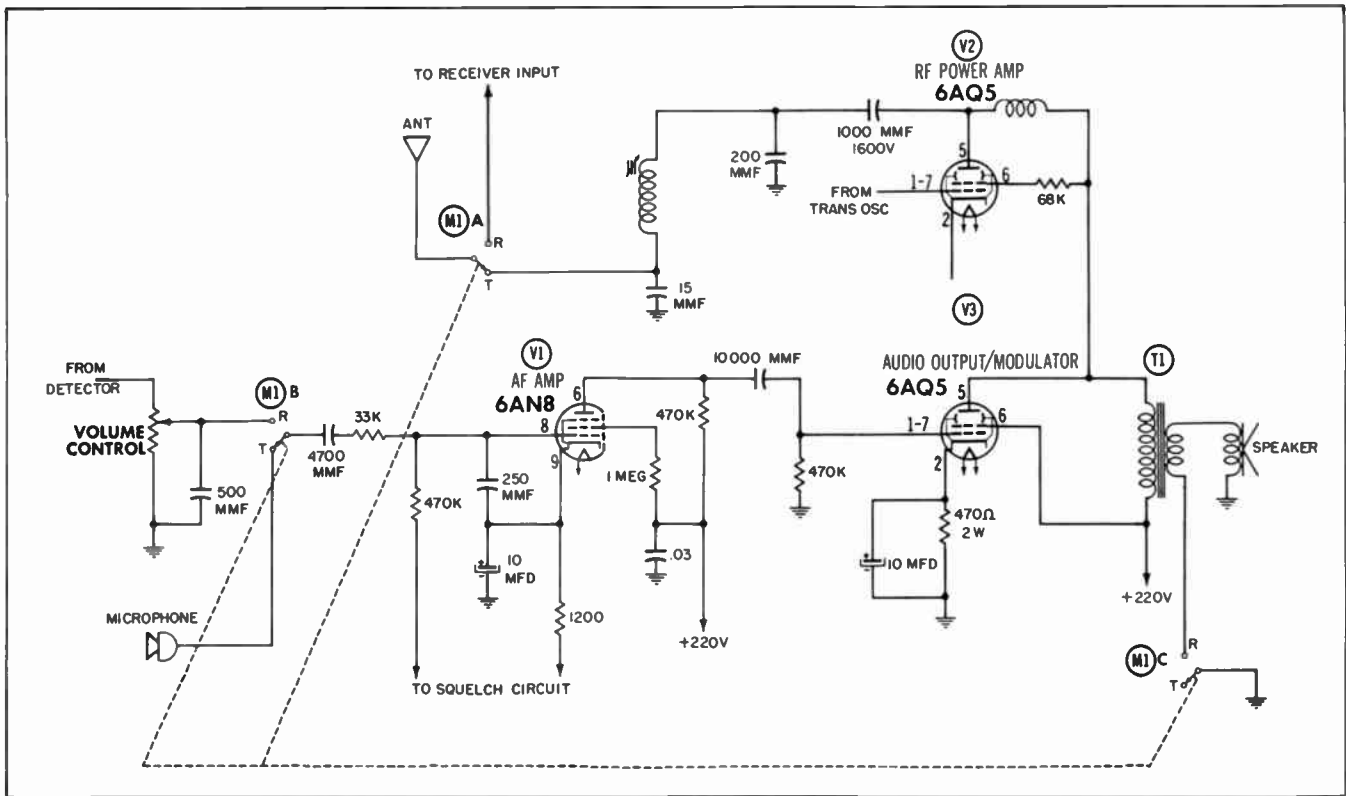 V2
RF POWER AMP
6AQ5
TO RECEIVER INPUT
ANT
1000 MMF
1600V
200
MMF
5
1-7
6
FROM
TRANS OSC
68K
2
M1 A
R
T
15
MMF
V3
V1
AF AMP
6AN8
10000 MMF
AUDIO OUTPUT/MODULATOR
6AQ5
T1
FROM
DETECTOR
M1 B
R
T
VOLUME
CONTROL
33K
4700
MMF
6
8
9
470K
5
1-7
6
2
SPEAKER
500
MMF
470K
250
MMF
1 MEG
470K
470Ω
2 W
10
MFD
.03
10 MFD
1200
+220V
+220V
MICROPHONE
TO SQUELCH CIRCUIT
M1 C
R
T